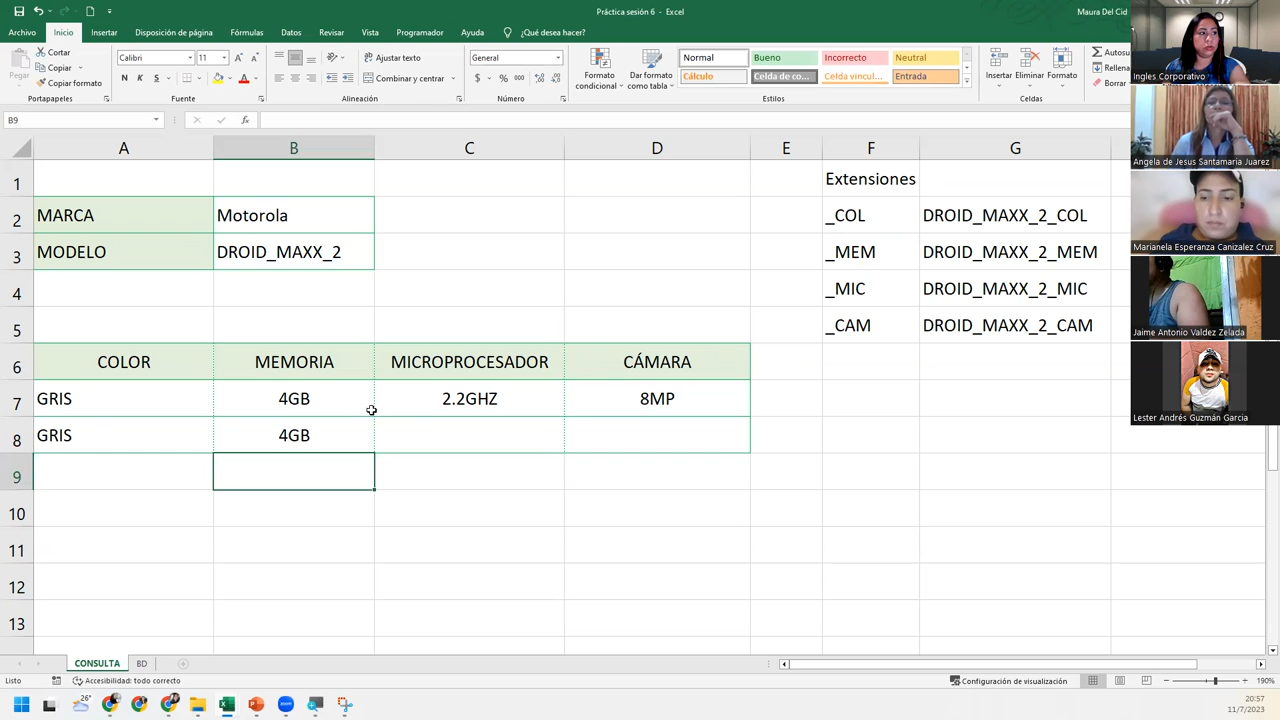 Práctica sesión 6 - Excel
Maura Del Cid
Archivo Inicio Insertar Disposición de página Fórmulas Datos Revisar Vista Programador Ayuda ¿Qué desea hacer?
Pegar
Cortar
Copiar
Copiar formato
Portapapeles
Calibri 11
N K S
Fuente
Ajustar texto
Combinar y centrar
Alineación
General
$ % 000
Número
Formato condicional
Dar formato como tabla
Normal Bueno Incorrecto Neutral
Cálculo Celda de co... Celda vincul... Entrada
Estilos
Insertar Eliminar Formato
Celdas
Autosu
Rellena
Borrar
B9
fx
A B C D E F G
1 Extensiones
2 MARCA Motorola _COL DROID_MAXX_2_COL
3 MODELO DROID_MAXX_2 _MEM DROID_MAXX_2_MEM
4 _MIC DROID_MAXX_2_MIC
5 _CAM DROID_MAXX_2_CAM
6 COLOR MEMORIA MICROPROCESADOR CÁMARA
7 GRIS 4GB 2.2GHZ 8MP
8 GRIS 4GB
9
10
11
12
13
Ingles Corporativo
Angela de Jesus Santamaria Juarez
Marianela Esperanza Canizalez Cruz
Jaime Antonio Valdez Zelada
Lester Andrés Guzmán Garcia
CONSULTA BD
Listo Accesibilidad: todo correcto Configuración de visualización 190%
26°
20:57
11/7/2023